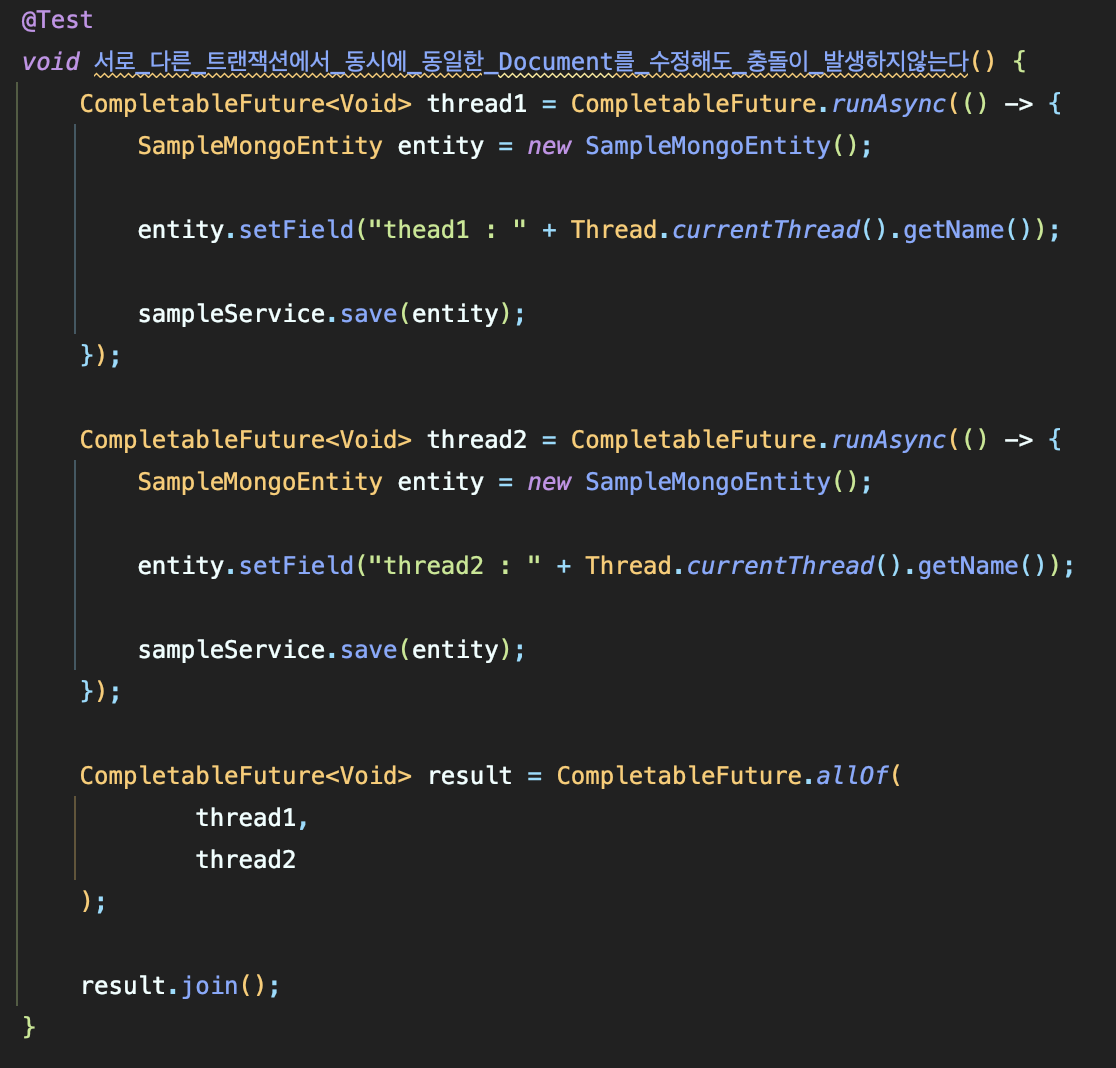 @Test
void 서로_다른_트랜잭션에서_동시에_동일한_Document를_수정해도_충돌이_발생하지않는다() {
    CompletableFuture<Void> thread1 = CompletableFuture.runAsync(() -> {
        SampleMongoEntity entity = new SampleMongoEntity();

        entity.setField("thead1 : " + Thread.currentThread().getName());

        sampleService.save(entity);
    });

    CompletableFuture<Void> thread2 = CompletableFuture.runAsync(() -> {
        SampleMongoEntity entity = new SampleMongoEntity();

        entity.setField("thread2 : " + Thread.currentThread().getName());

        sampleService.save(entity);
    });

    CompletableFuture<Void> result = CompletableFuture.allOf(
            thread1,
            thread2
    );

    result.join();
}